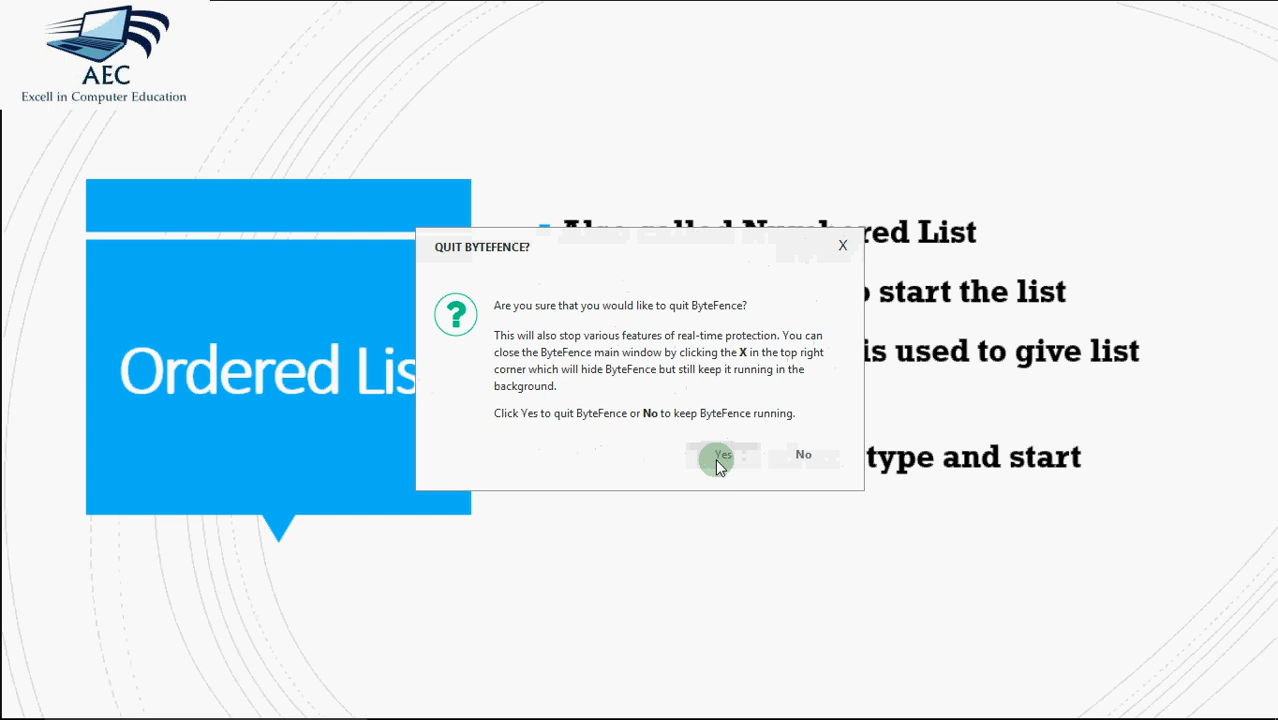 AEC
Excell in Computer Education
Ordered Lis
Also called Numbered List
start the list
is used to give list
type and start
QUIT BYTEFENCE?
X
Are you sure that you would like to quit ByteFence?
This will also stop various features of real-time protection. You can
close the ByteFence main window by clicking the X in the top right
corner which will hide ByteFence but still keep it running in the
background.
Click Yes to quit ByteFence or No to keep ByteFence running.
Yes No